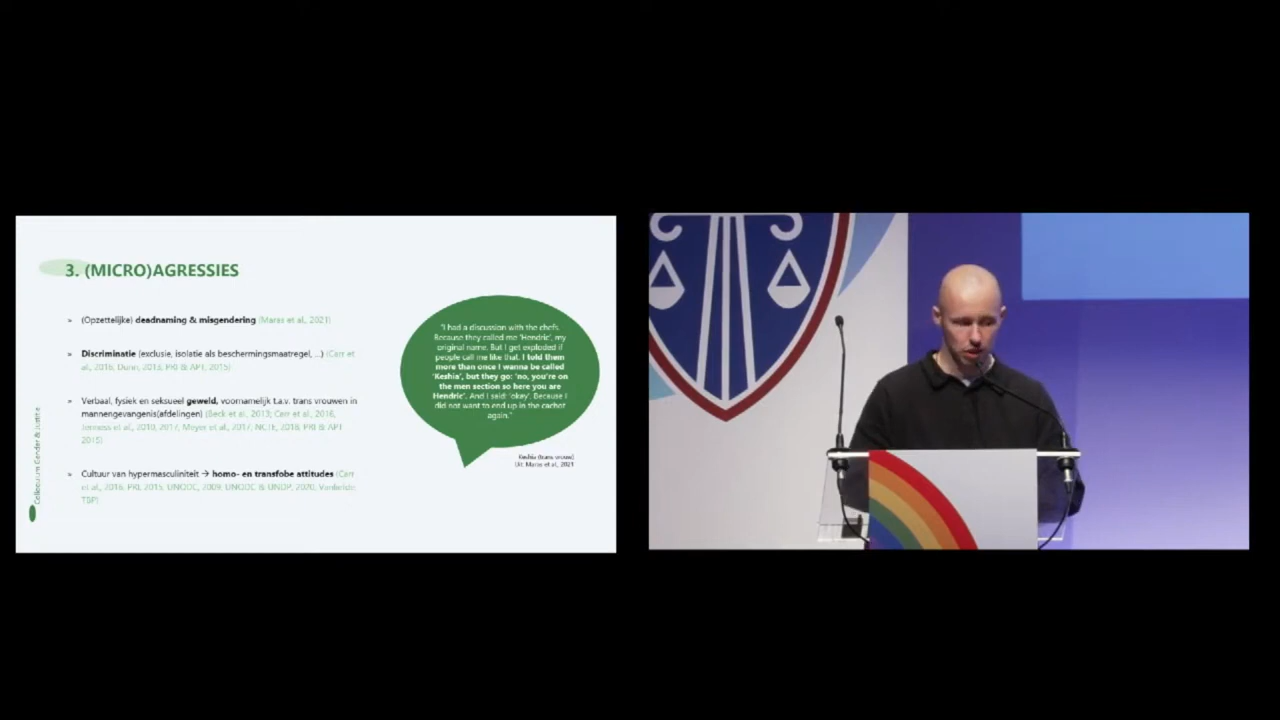 3. (MICRO)AGRESSIES
» (Opzettelijke) deadnaming & misgendering (Maras et al., 2021)
» Discriminatie (exclusie, isolatie als beschermingsmaatregel, ...) (Carr et
al., 2016, Dunn, 2013, PRI & APT, 2015)
» Verbaal, fysiek en seksueel geweld, voornamelijk t.a.v. trans vrouwen in
mannengevangenis(afdelingen) (Beck et al., 2013; Carr et al., 2016,
Jenness et al., 2010, 2017, Meyer et al., 2017; NCTE, 2018, PRI & APT
2015)
» Cultuur van hypermasculiniteit → homo- en transfobe attitudes (Carr
et al., 2016; PRI, 2015; UNODC, 2009; UNODC & UNDP, 2020,
TBP)
"I had a discussion with the chefs.
Because they called me 'Hendric', my
original name. But I get exploded if
people call me like that. I told them
more than once I wanna be called
'Keshia', but they go: 'no, you're on
the men section so here you are
Hendric'. And I said: 'okay'. Because I
did not want to end up in the cachot
again."
Keshia (trans vrouw)
Uit: Maras et al., 2021
Colloquium Gender & Justitie